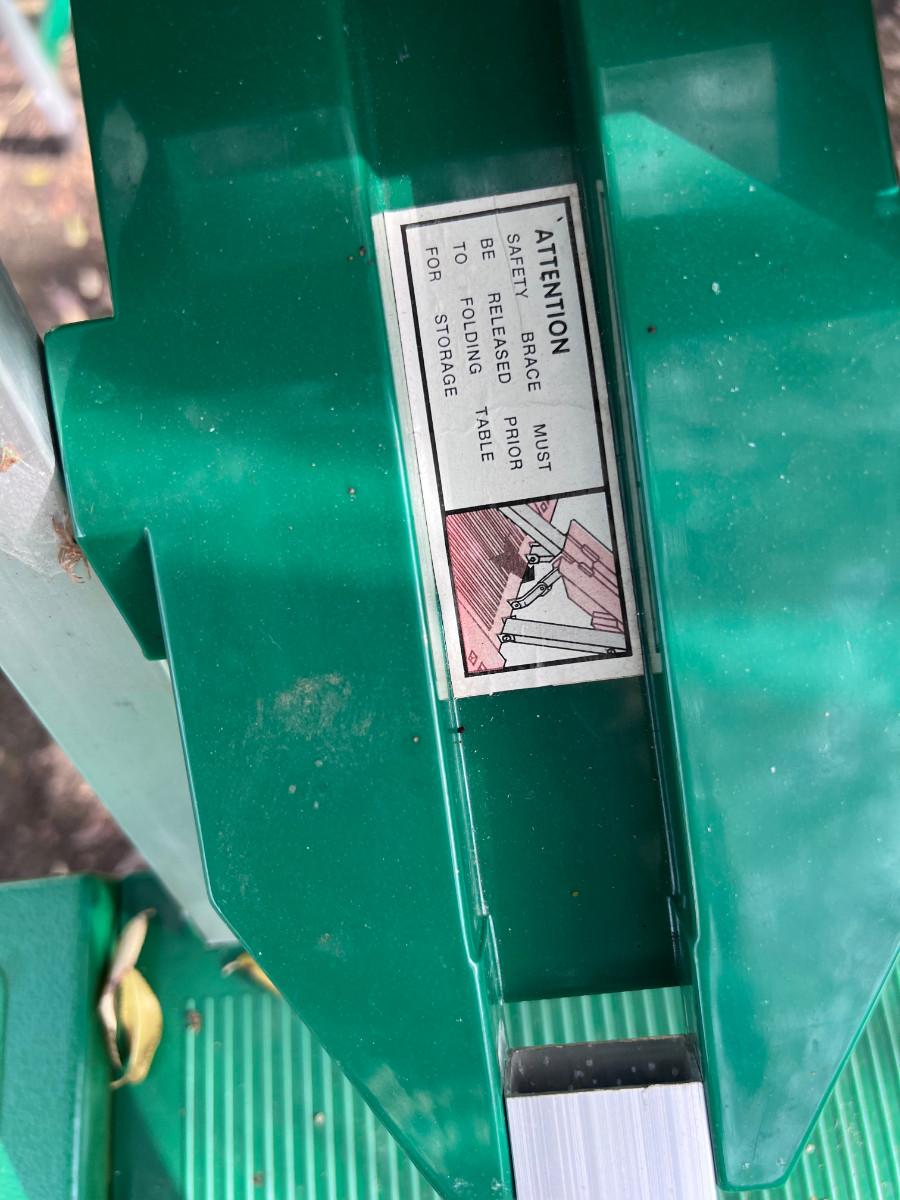 ATTENTION
SAFETY BRACE MUST
BE RELEASED PRIOR
TO FOLDING TABLE
FOR STORAGE